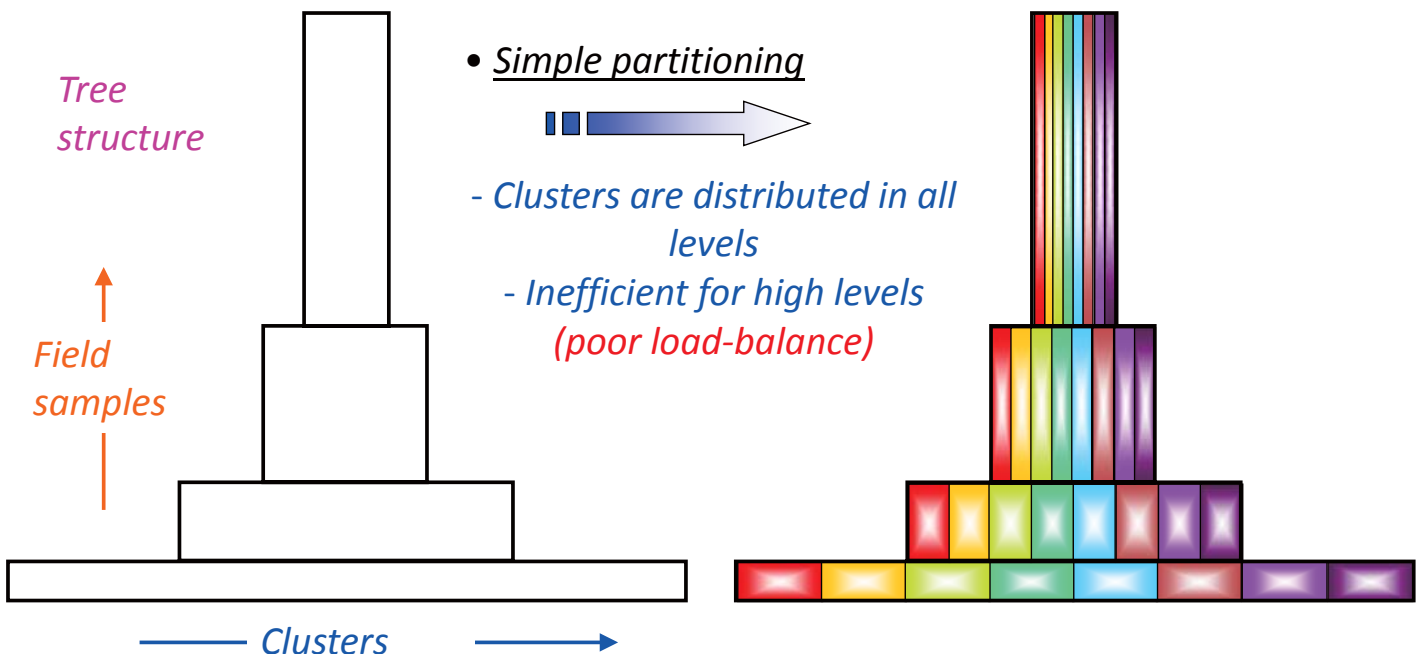 Tree
structure
Field
samples
Clusters
• Simple partitioning
- Clusters are distributed in all
levels
- Inefficient for high levels
(poor load-balance)